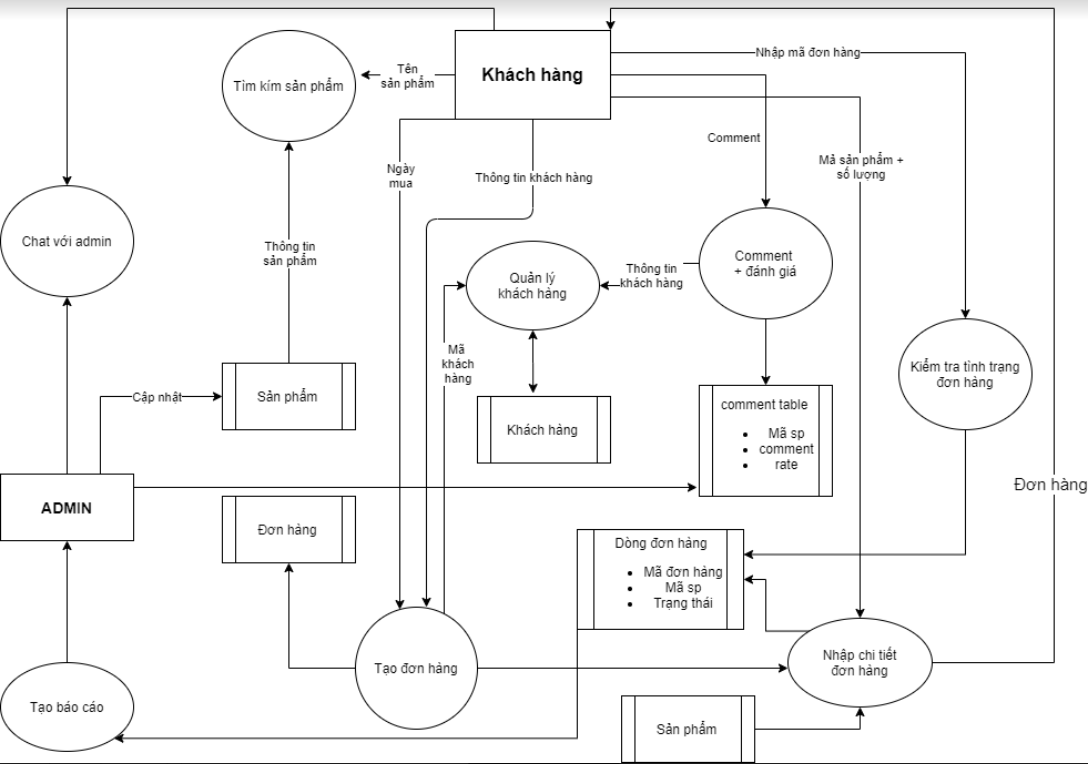 Khách hàng
Nhập mã đơn hàng
Tìm kím sản phẩm
Tên
sản phẩm
Comment
Mả sản phẩm +
số lượng
Ngày
mua
Thông tin khách hàng
Chat với admin
Thông tin
sản phẩm
Quản lý
khách hàng
Thông tin
khách hàng
Comment
+ đánh giá
Mã
khách
hàng
Kiểm tra tình trạng
đơn hàng
Cập nhật
Sản phẩm
Khách hàng
comment table
• Mã sp
• comment
• rate
Đơn hàng
ADMIN
Đơn hàng
Dòng đơn hàng
• Mã đơn hàng
• Mã sp
• Trạng thái
Tạo đơn hàng
Nhập chi tiết
đơn hàng
Tạo báo cáo
Sản phẩm